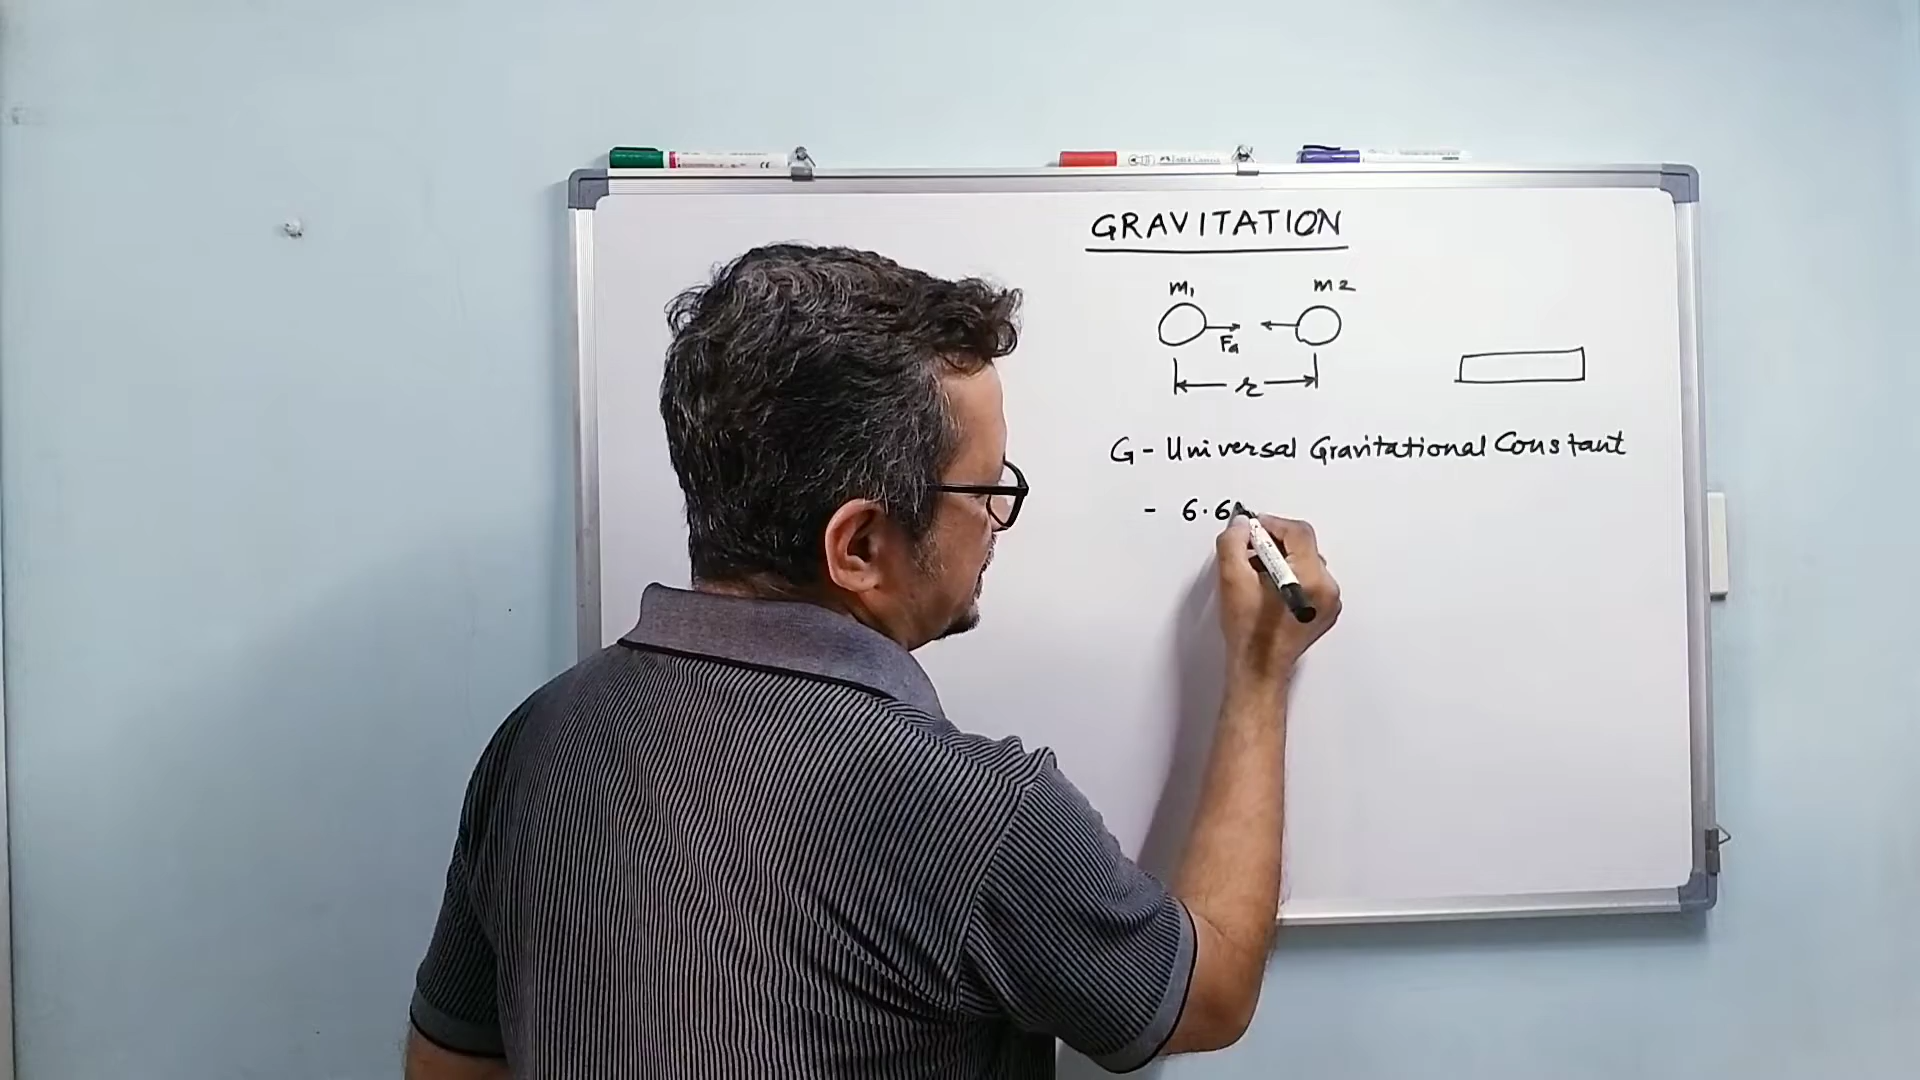 GRAVITATION
m1 m2
FG
r
G - Universal Gravitational Constant
- 6.6